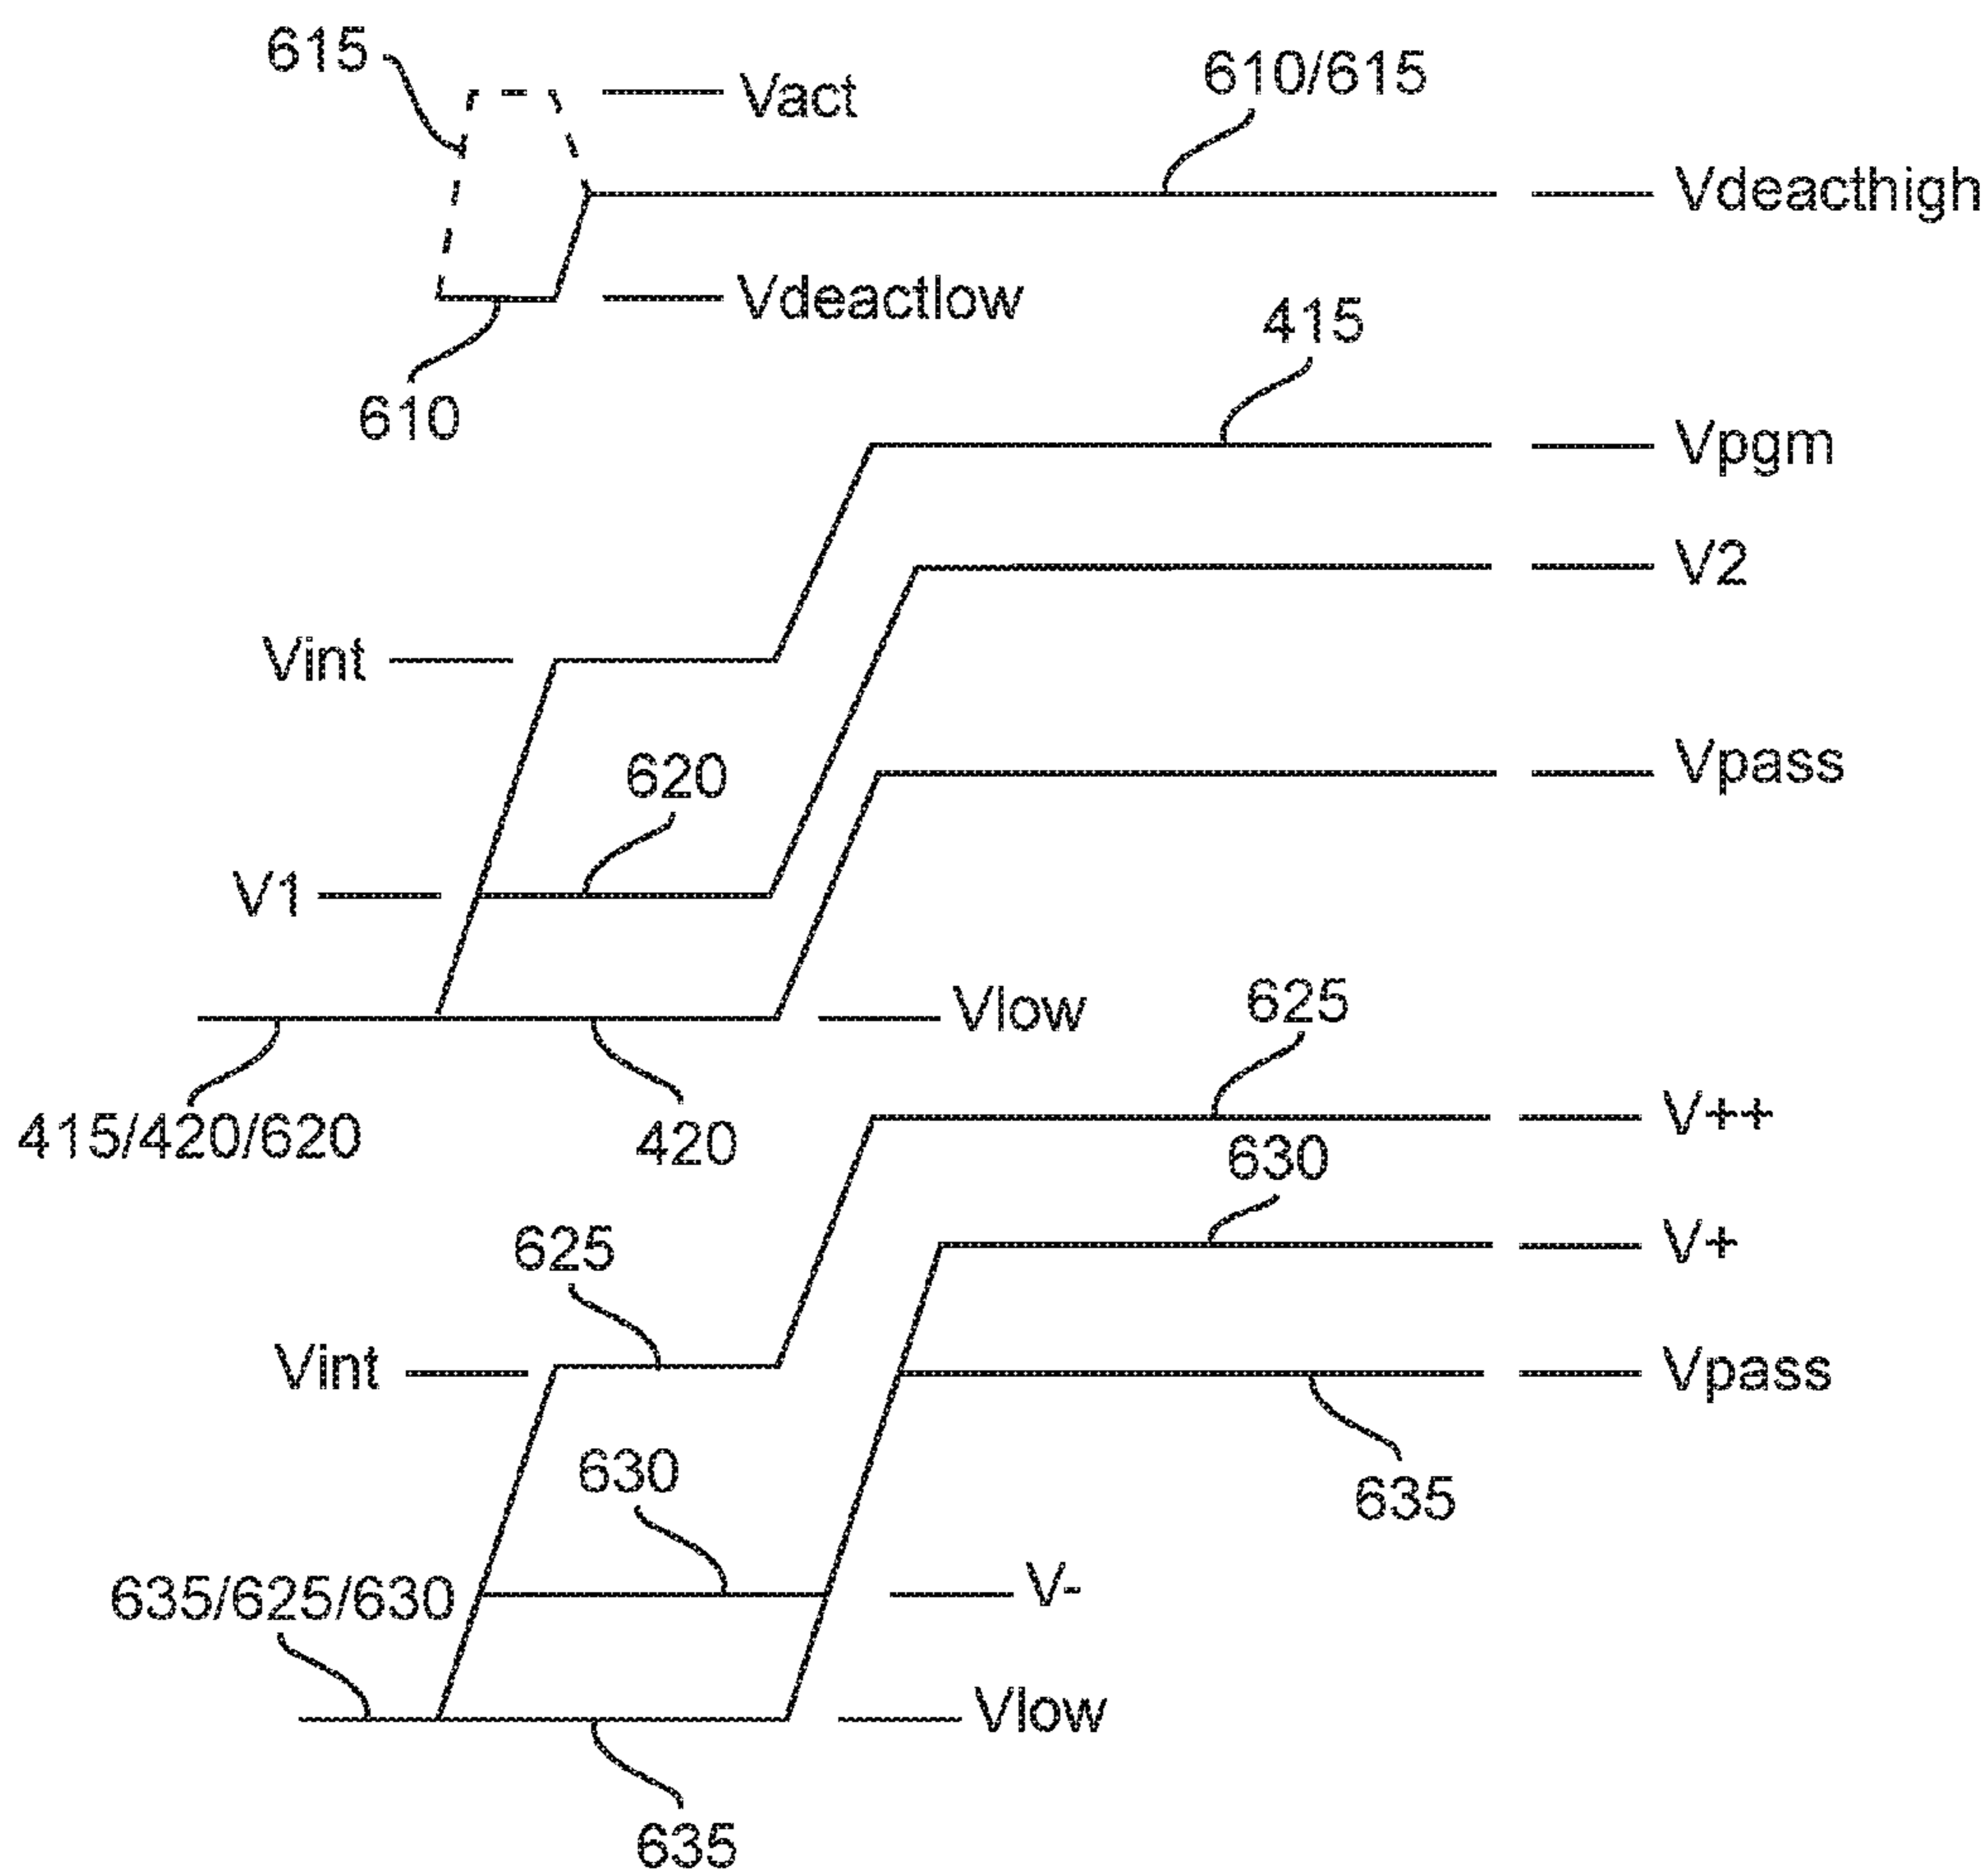 615
Vact
610/615
Vdeacthigh
Vdeactlow
415
610
Vpgm
V2
Vint
620
Vpass
V1
Vlow
625
415/420/620
420
V++
630
625
V+
Vint
Vpass
630
635
635/625/630
V-
Vlow
635